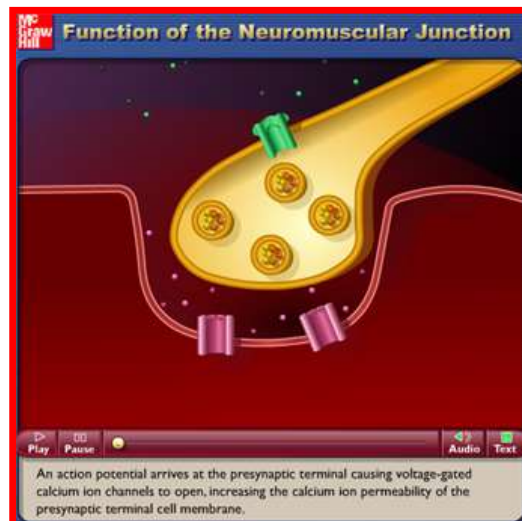 Mc
Graw
Hill
Function of the Neuromuscular Junction
Play
Pause
Audio
Text
An action potential arrives at the presynaptic terminal causing voltage-gated
calcium ion channels to open, increasing the calcium ion permeability of the
presynaptic terminal cell membrane.